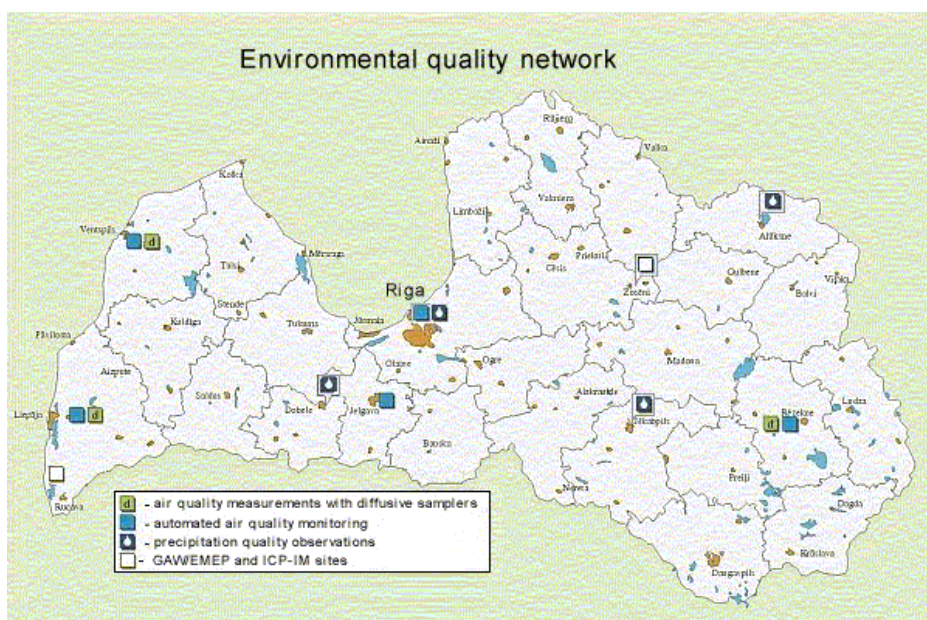 Environmental quality network
Rūjiena
Ainaži
Valka
Kolka
Valmiera
Limbaži
Alūksne
Ventspils
Cēsis
Priekuļi
Talsi
Mērsrags
Zosēni
Gulbene
Viļaka
Balvi
Riga
Stende
Kuldīga
Tukums
Jūrmala
Pāvilosta
Ogre
Madona
Olaine
Aizpute
Saldus
Dobele
Jelgava
Aizkraukle
Ludza
Liepāja
Jēkabpils
Rēzekne
Bauska
Preiļi
Nereta
Dagda
Rucava
Krāslava
Daugavpils
d
d
d
d - air quality measurements with diffusive samplers
- automated air quality monitoring
- precipitation quality observations
- GAW/EMEP and ICP-IM sites